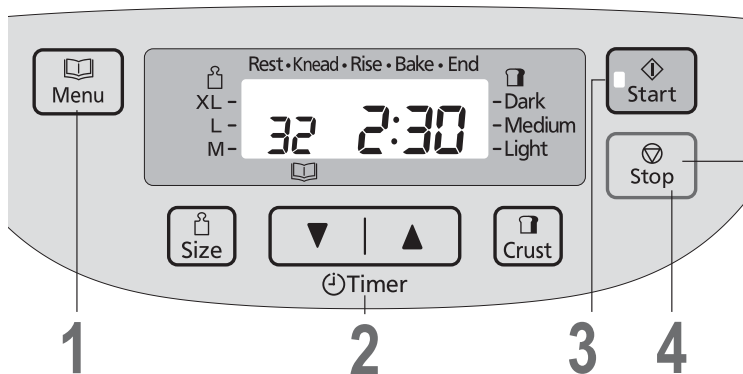 Rest • Knead • Rise • Bake • End
Menu
XL –
L –
M –
32 2:30
– Dark
– Medium
– Light
Start
Stop
Size
▼ | ▲
Crust
Timer
1
2
3
4